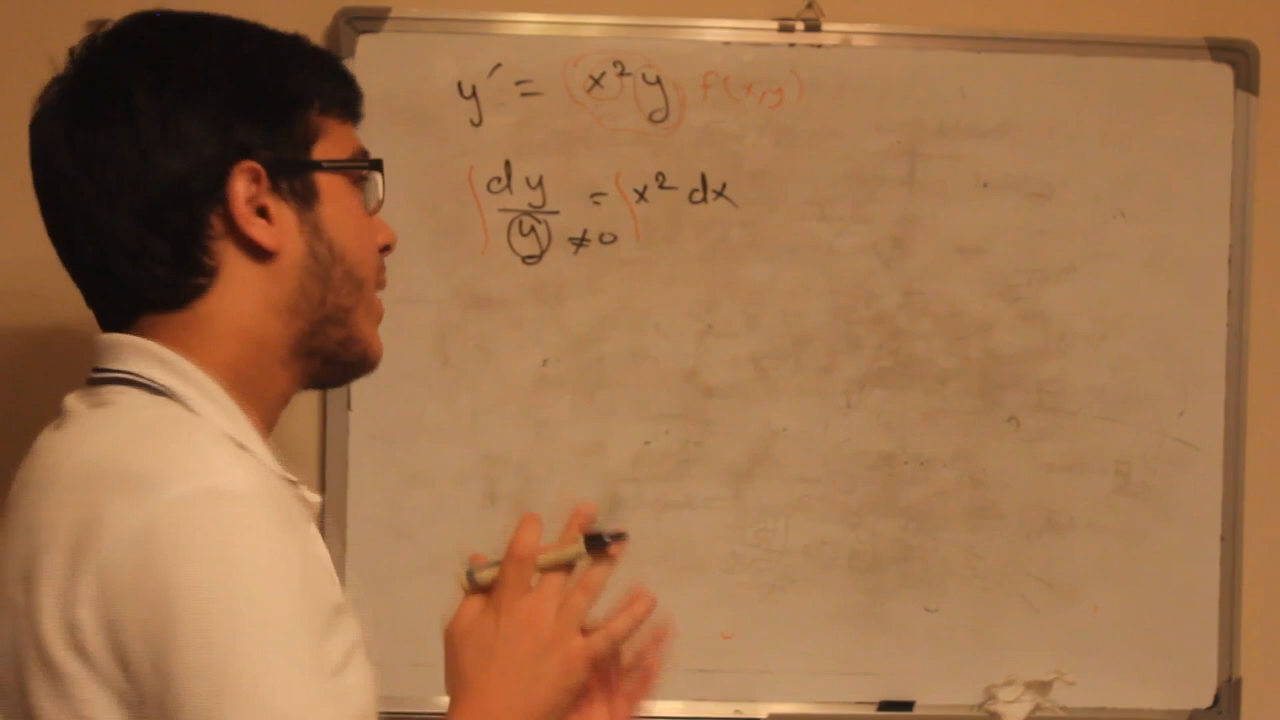 y′ = x²y f(x,y)
∫ dy/y = ∫ x² dx
≠0